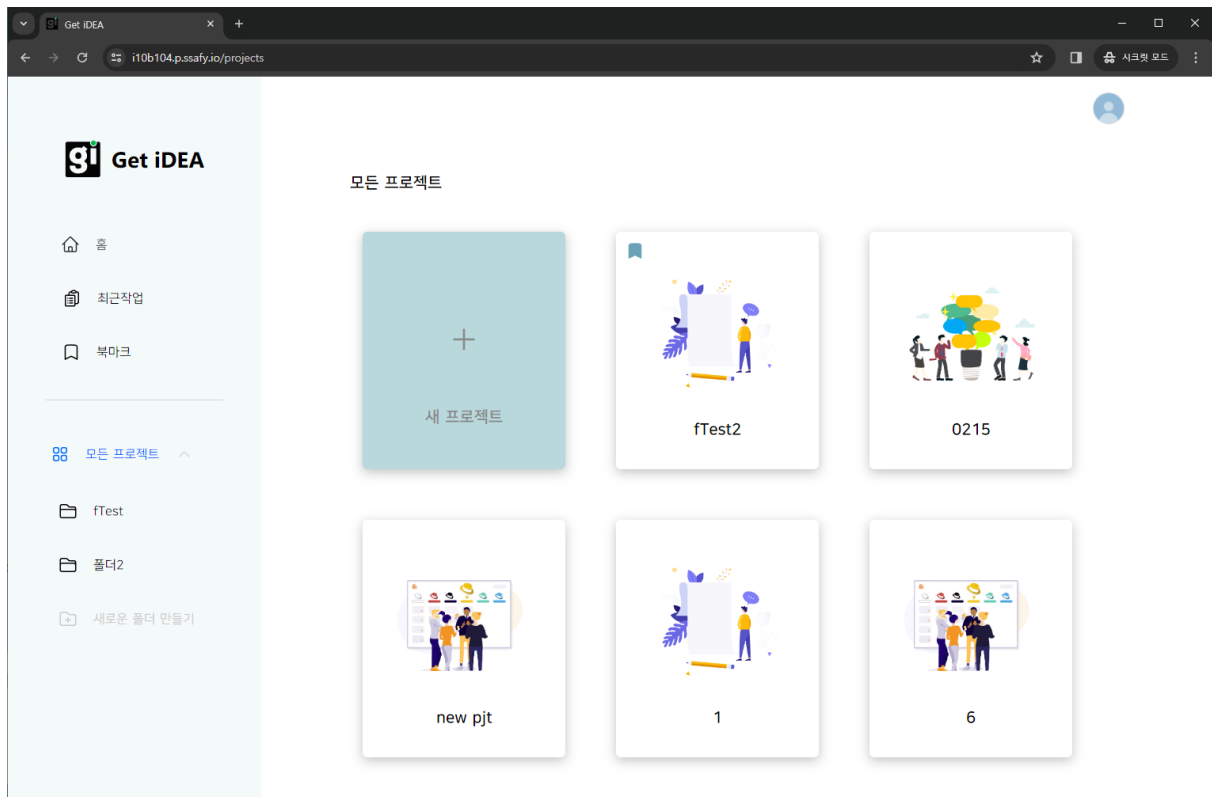 Get iDEA
i10b104.p.ssafy.io/projects
시크릿 모드
gi Get iDEA
홈
최근작업
북마크
모든 프로젝트
fTest
폴더2
새로운 폴더 만들기
모든 프로젝트
새 프로젝트
fTest2
0215
new pjt
1
6